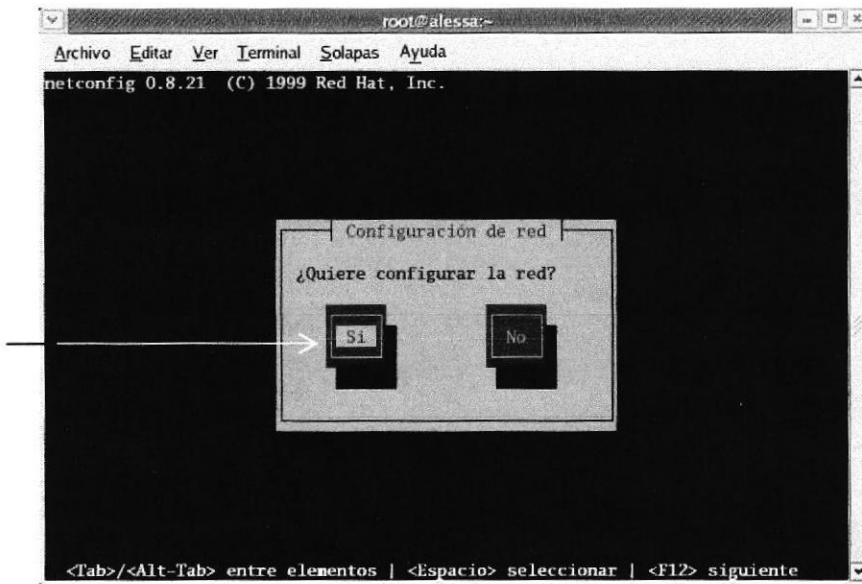 root@alessa:~
Archivo Editar Ver Terminal Solapas Ayuda
netconfig 0.8.21 (C) 1999 Red Hat, Inc.
Configuración de red
¿Quiere configurar la red?
Si No
<Tab>/<Alt-Tab> entre elementos | <Espacio> seleccionar | <F12> siguiente